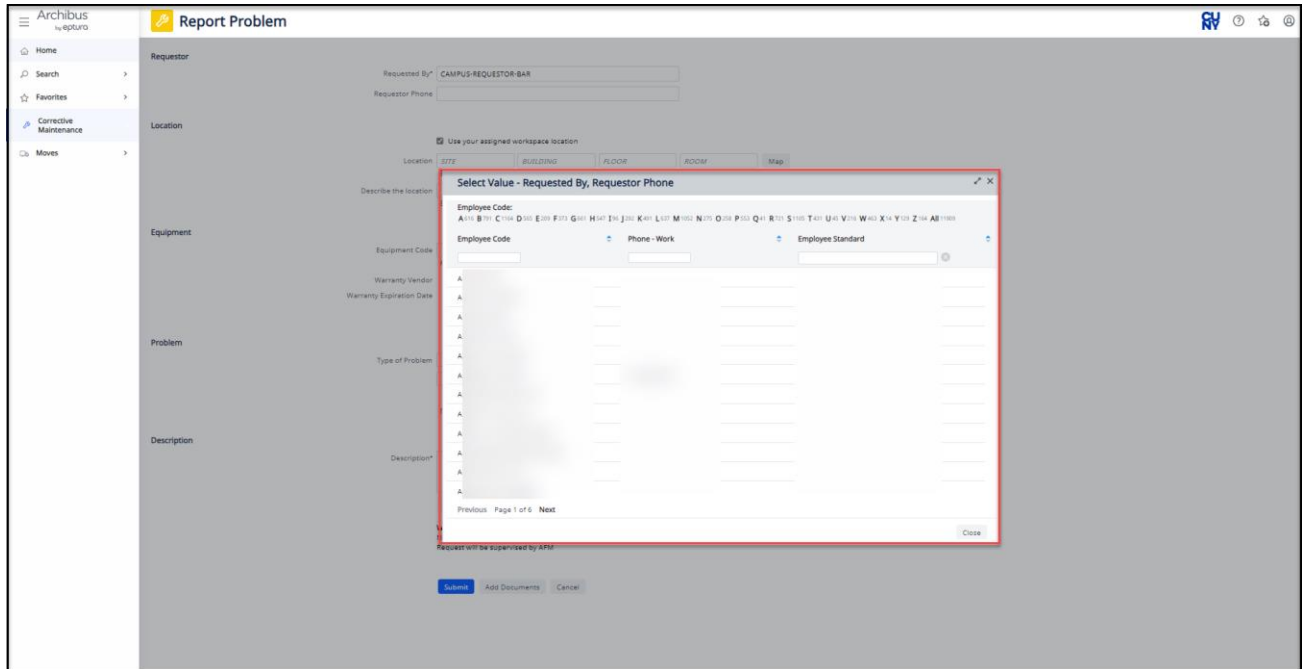 Archibus
by eptura
Report Problem
CUNY
Home
Search
Favorites
Corrective
Maintenance
Moves
Requestor
Requested By* CAMPUS-REQUESTOR-BAR
Requestor Phone
Location
Use your assigned workspace location
Location SITE BUILDING FLOOR ROOM Map
Describe the location
Equipment
Equipment Code
Warranty Vendor
Warranty Expiration Date
Problem
Type of Problem
Description
Description*
Request will be supervised by AFM
Submit Add Documents Cancel
Select Value - Requested By, Requestor Phone
Employee Code:
A B C D E F G H I J K L M N O P Q R S T U V W X Y Z All
Employee Code Phone - Work Employee Standard
A
A
A
A
A
A
A
A
A
A
A
A
Previous Page 1 of 6 Next
Close